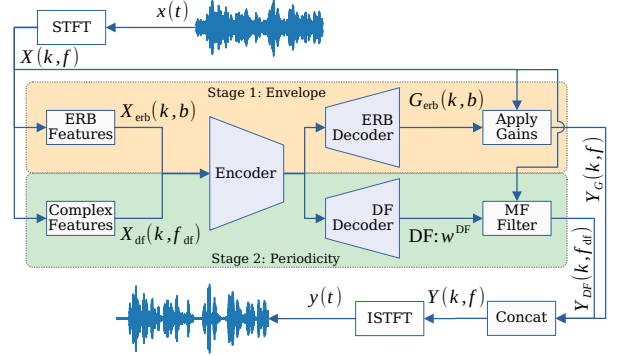 STFT
x(t)
X(k,f)
Stage 1: Envelope
ERB
Features
X_erb(k,b)
Encoder
ERB
Decoder
G_erb(k,b)
Apply
Gains
Y_G(k,f)
Complex
Features
X_df(k,f_df)
DF
Decoder
DF: w^DF
MF
Filter
Stage 2: Periodicity
Y_DF(k,f_df)
y(t)
ISTFT
Y(k,f)
Concat